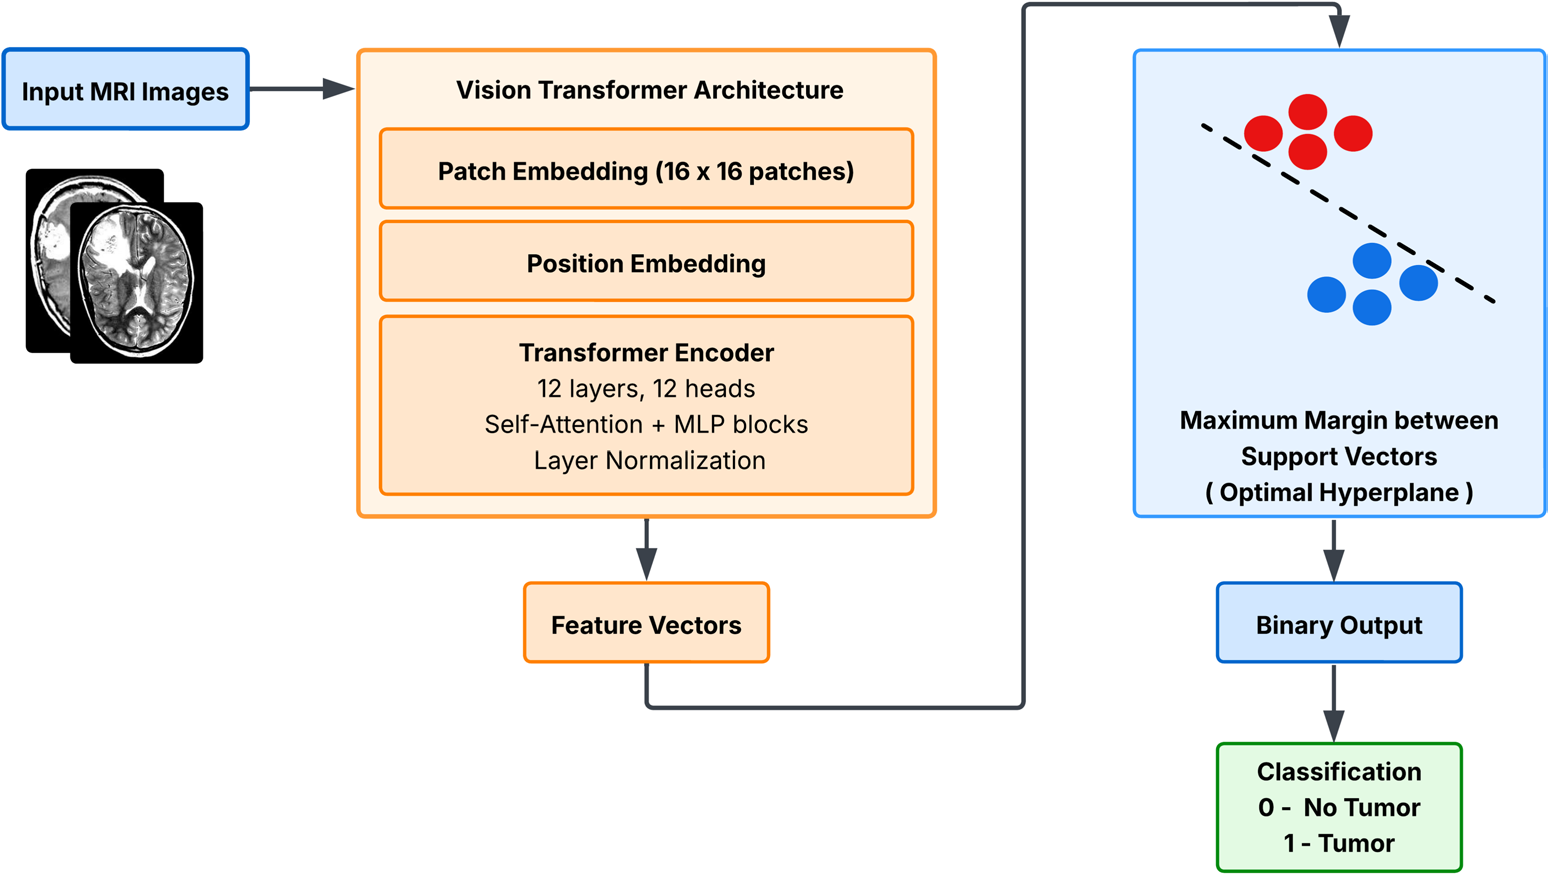 Input MRI Images
Vision Transformer Architecture
Patch Embedding (16 x 16 patches)
Position Embedding
Transformer Encoder
12 layers, 12 heads
Self-Attention + MLP blocks
Layer Normalization
Feature Vectors
Maximum Margin between
Support Vectors
( Optimal Hyperplane )
Binary Output
Classification
0 -  No Tumor
1 - Tumor